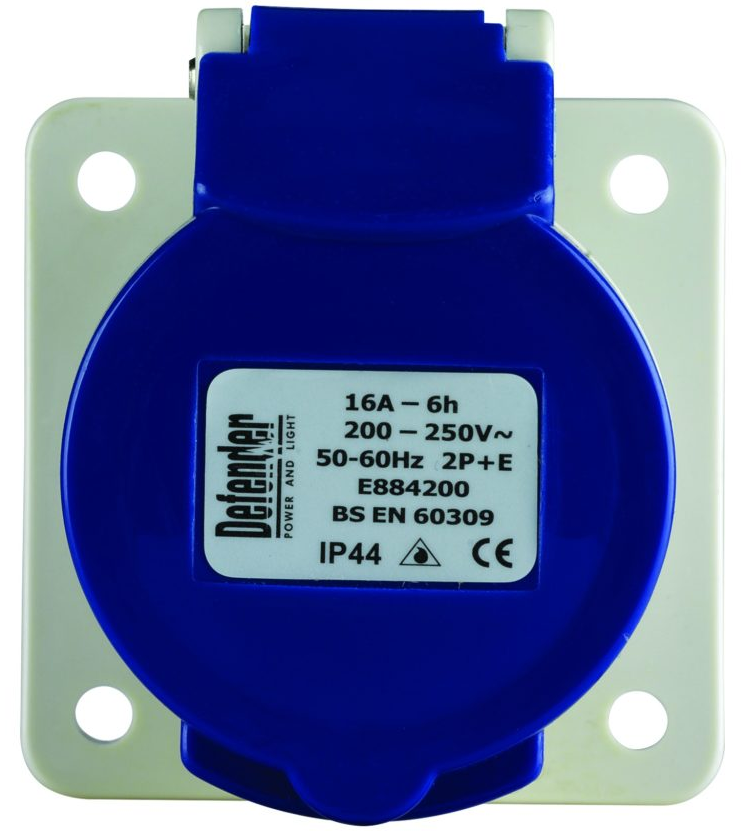 Defender
POWER AND LIGHT
16A – 6h
200 – 250V~
50-60Hz 2P+E
E884200
BS EN 60309
IP44 CE